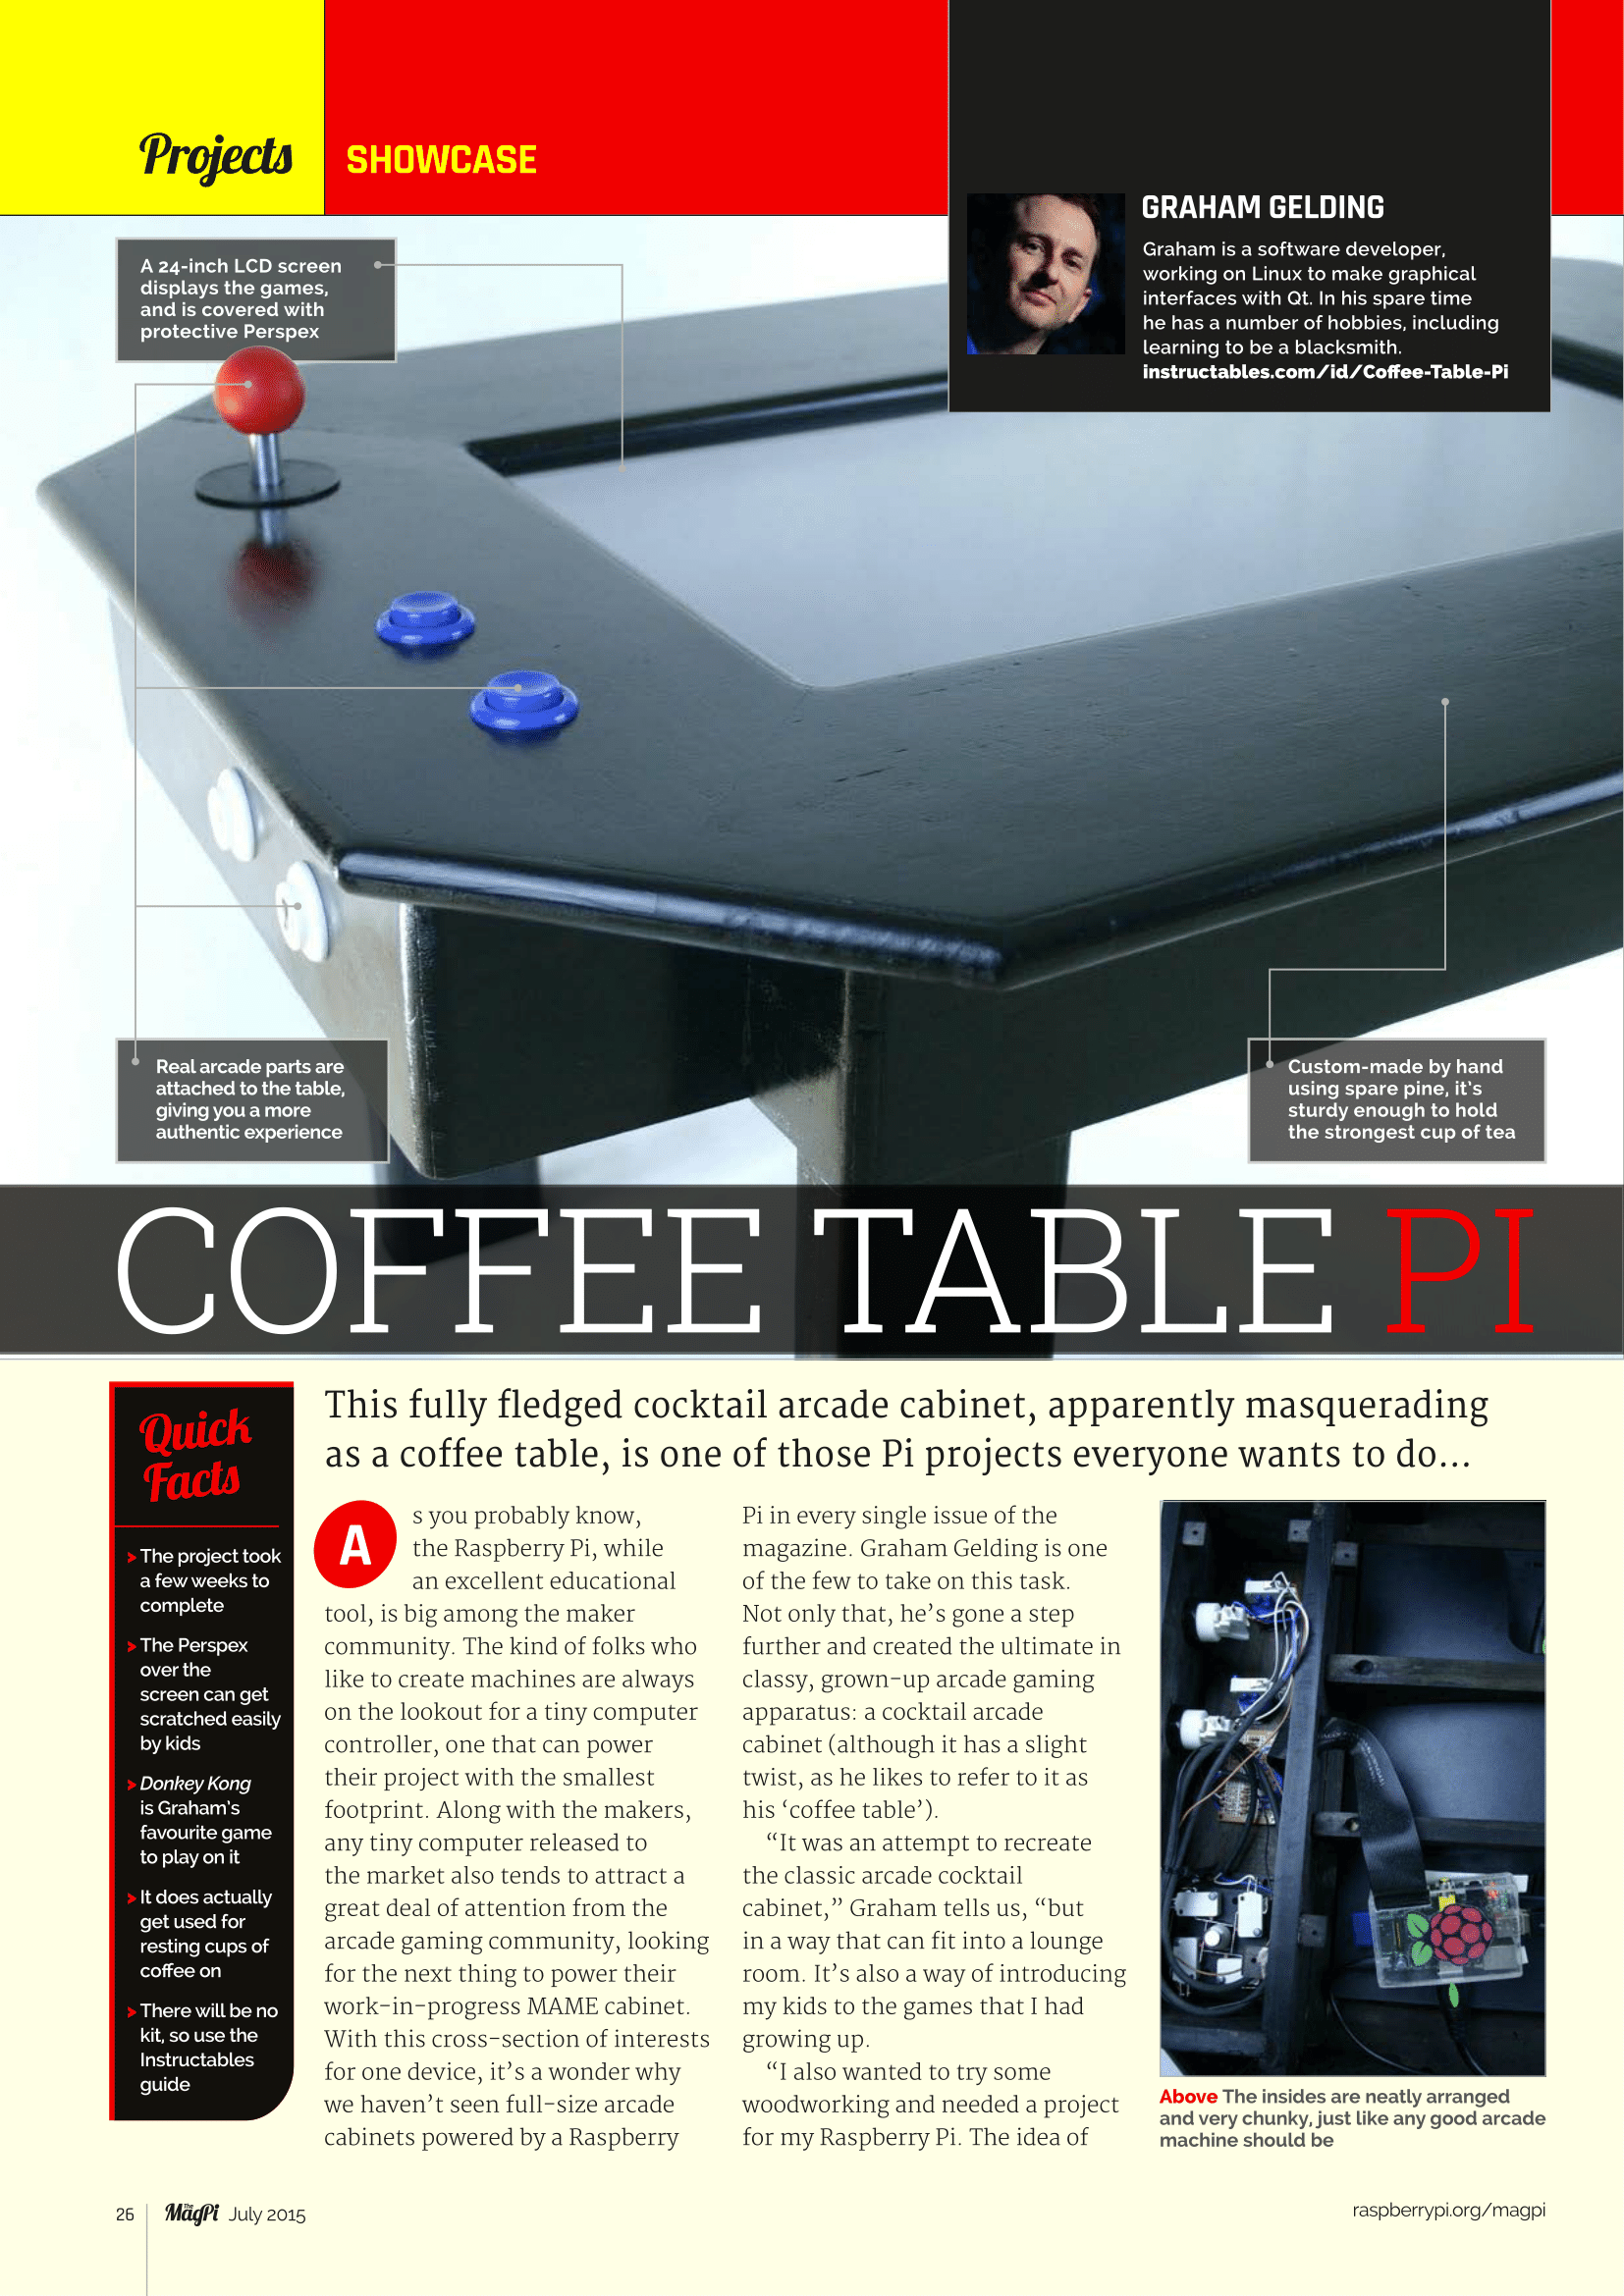 Projects
SHOWCASE
GRAHAM GELDING
Graham is a software developer,
working on Linux to make graphical
interfaces with Qt. In his spare time
he has a number of hobbies, including
learning to be a blacksmith.
instructables.com/id/Coffee-Table-Pi
A 24-inch LCD screen
displays the games,
and is covered with
protective Perspex
Real arcade parts are
attached to the table,
giving you a more
authentic experience
Custom-made by hand
using spare pine, it's
sturdy enough to hold
the strongest cup of tea
COFFEE TABLE PI
This fully fledged cocktail arcade cabinet, apparently masquerading
as a coffee table, is one of those Pi projects everyone wants to do...
Quick
Facts
> The project took
a few weeks to
complete
> The Perspex
over the
screen can get
scratched easily
by kids
> Donkey Kong
is Graham's
favourite game
to play on it
> It does actually
get used for
resting cups of
coffee on
> There will be no
kit, so use the
Instructables
guide
As you probably know,
the Raspberry Pi, while
an excellent educational
tool, is big among the maker
community. The kind of folks who
like to create machines are always
on the lookout for a tiny computer
controller, one that can power
their project with the smallest
footprint. Along with the makers,
any tiny computer released to
the market also tends to attract a
great deal of attention from the
arcade gaming community, looking
for the next thing to power their
work-in-progress MAME cabinet.
With this cross-section of interests
for one device, it's a wonder why
we haven't seen full-size arcade
cabinets powered by a Raspberry
Pi in every single issue of the
magazine. Graham Gelding is one
of the few to take on this task.
Not only that, he's gone a step
further and created the ultimate in
classy, grown-up arcade gaming
apparatus: a cocktail arcade
cabinet (although it has a slight
twist, as he likes to refer to it as
his 'coffee table').
"It was an attempt to recreate
the classic arcade cocktail
cabinet," Graham tells us, "but
in a way that can fit into a lounge
room. It's also a way of introducing
my kids to the games that I had
growing up.
"I also wanted to try some
woodworking and needed a project
for my Raspberry Pi. The idea of
Above The insides are neatly arranged
and very chunky, just like any good arcade
machine should be
26
The MagPi July 2015
raspberrypi.org/magpi